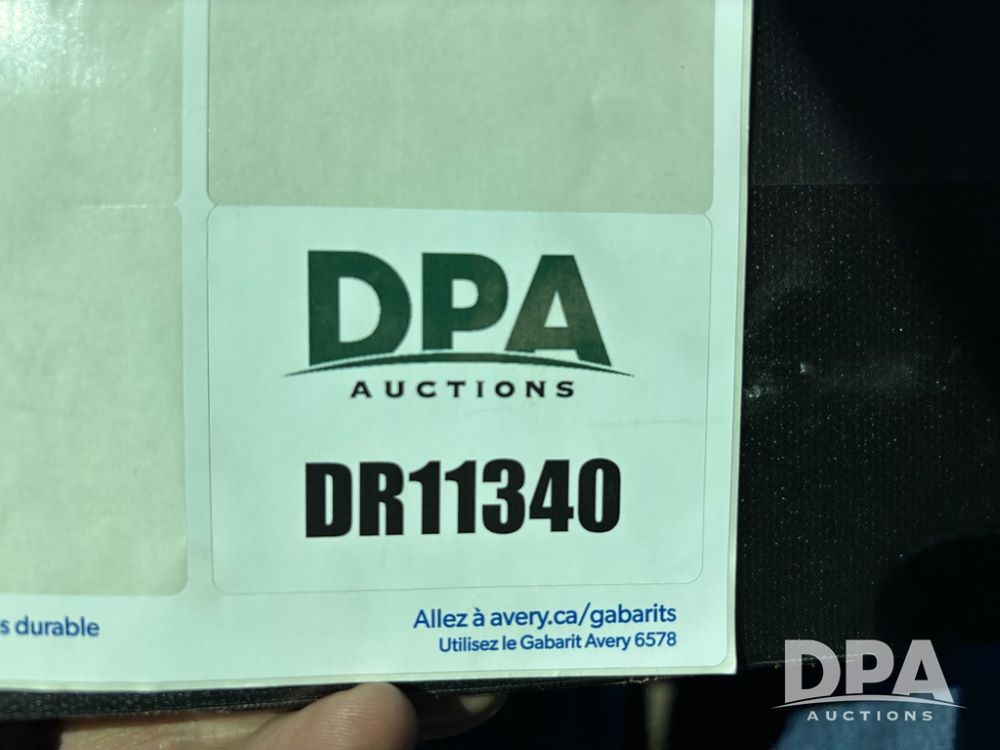 DPA
AUCTIONS
DR11340
s durable
Allez à avery.ca/gabarits
Utilisez le Gabarit Avery 6578
DPA
AUCTIONS